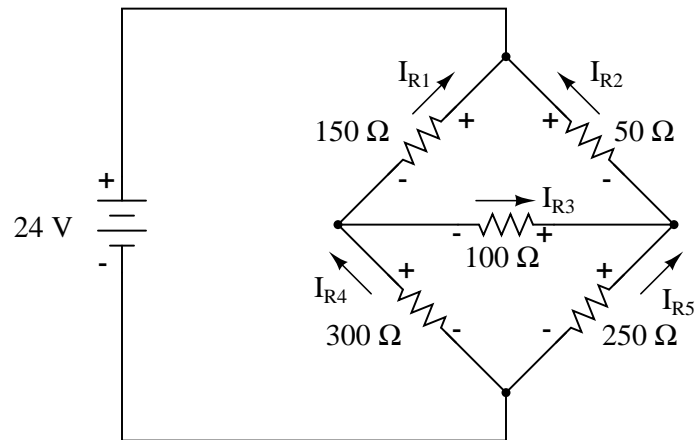 I_R1
I_R2
+ +
150 Ω 50 Ω
- -
+
24 V
-
I_R3
- +
100 Ω
+ +
I_R4 I_R5
- -
300 Ω 250 Ω